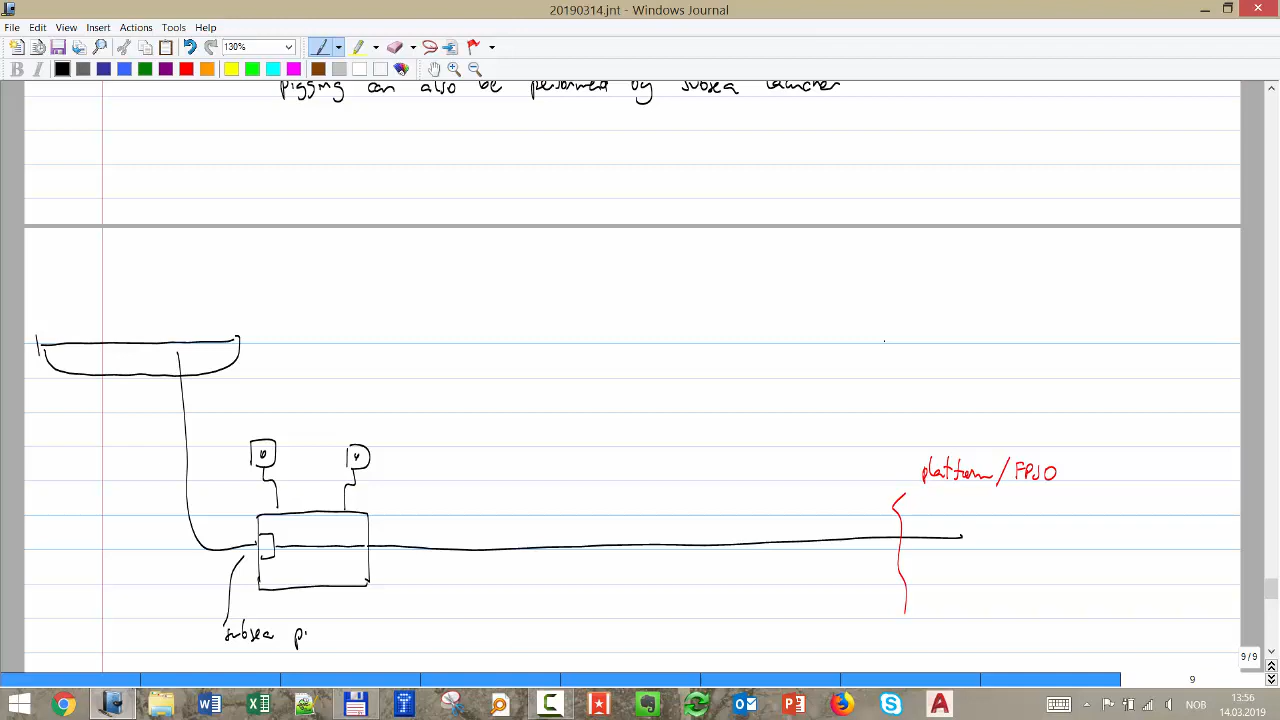 20190314.jnt - Windows Journal
File Edit View Insert Actions Tools Help
130%
B I
pigging can also be performed by subsea launcher
platform/FPSO
subsea pi
9/9
9
NOB
13:56
14.03.2019